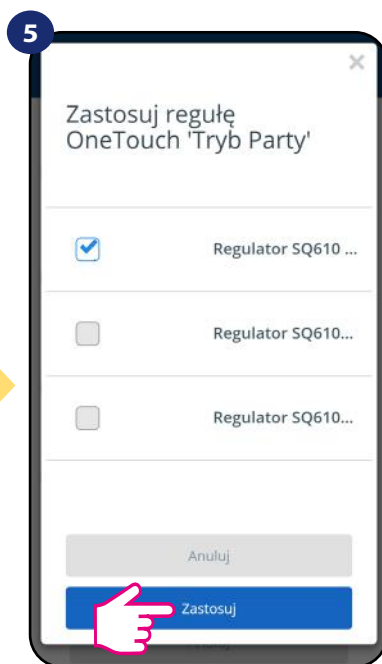 5
Zastosuj regułę
OneTouch 'Tryb Party'
Regulator SQ610 ...
Regulator SQ610...
Regulator SQ610...
Anuluj
Zastosuj